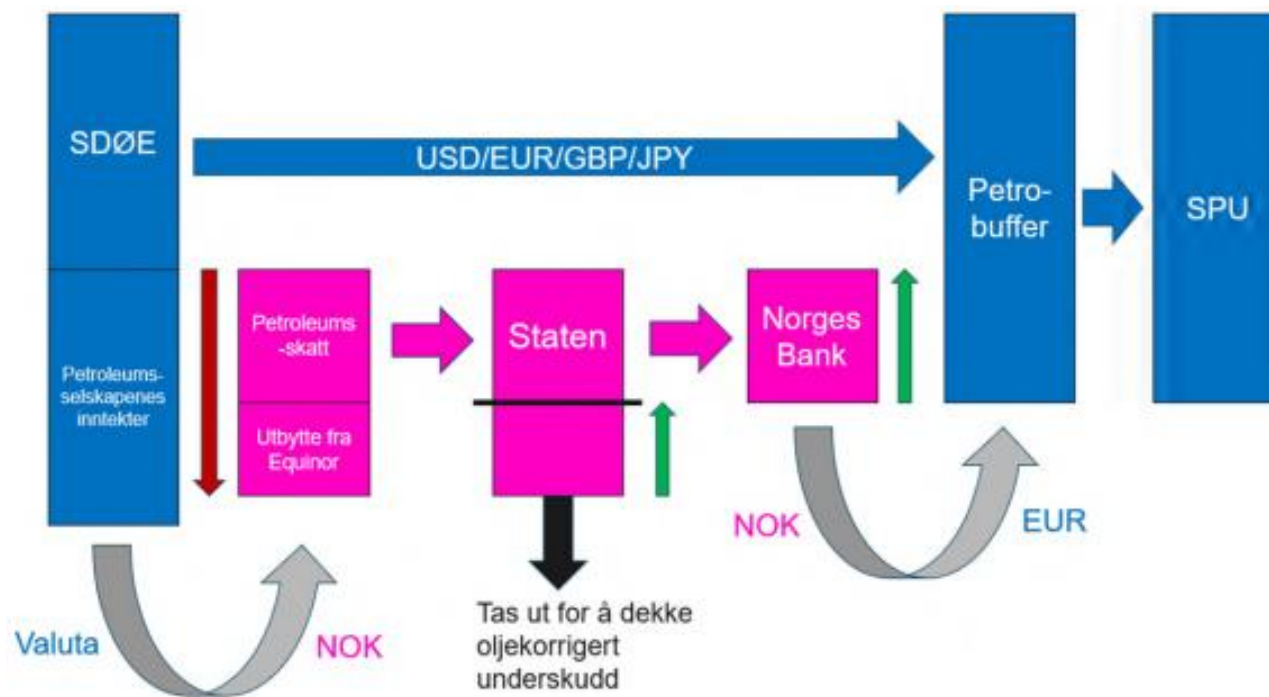 SDØE
USD/EUR/GBP/JPY
Petro-
buffer
SPU
Petroleums-
selskapenes
inntekter
Petroleums
-skatt
Utbytte fra
Equinor
Staten
Norges
Bank
Valuta
NOK
Tas ut for å dekke
oljekorrigert
underskudd
NOK
EUR